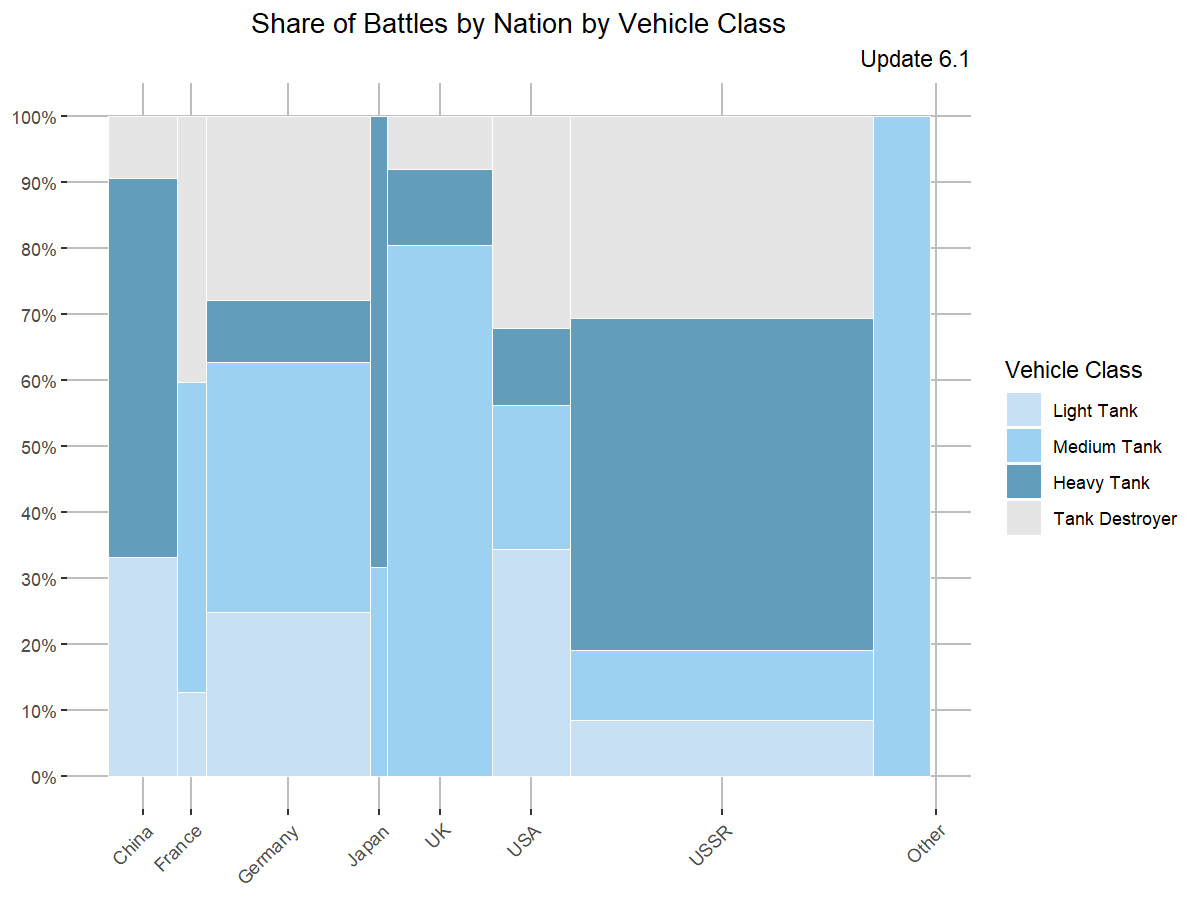 Share of Battles by Nation by Vehicle Class
Update 6.1
100%
90%
80%
70%
60%
50%
40%
30%
20%
10%
0%
China
France
Germany
Japan
UK
USA
USSR
Other
Vehicle Class
Light Tank
Medium Tank
Heavy Tank
Tank Destroyer